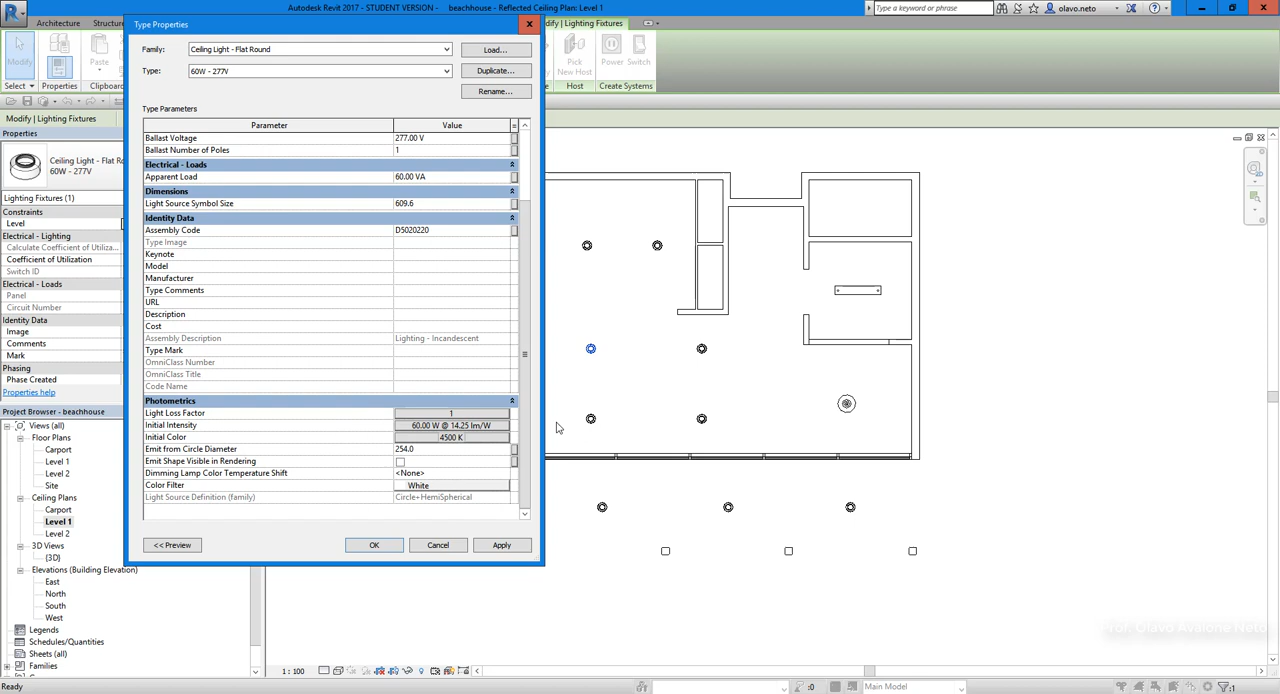 Autodesk Revit 2017 - STUDENT VERSION - beachhouse - Reflected Ceiling Plan: Level 1
Type a keyword or phrase
olavo.neto
Architecture
Type Properties
dify | Lighting Fixtures
Modify
Paste
Pick
New Host
Power
Switch
Select
Properties
Clipboard
Host
Create Systems
Family:
Ceiling Light - Flat Round
Load...
Type:
60W - 277V
Duplicate...
Rename...
Type Parameters
Parameter
Value
=
Ballast Voltage
277.00 V
Ballast Number of Poles
1
Electrical - Loads
Apparent Load
60.00 VA
Dimensions
Light Source Symbol Size
609.6
Identity Data
Assembly Code
D5020220
Type Image
Keynote
Model
Manufacturer
Type Comments
URL
Description
Cost
Assembly Description
Lighting - Incandescent
Type Mark
OmniClass Number
OmniClass Title
Code Name
Photometrics
Light Loss Factor
1
Initial Intensity
60.00 W @ 14.25 lm/W
Initial Color
4500 K
Emit from Circle Diameter
254.0
Emit Shape Visible in Rendering
Dimming Lamp Color Temperature Shift
<None>
Color Filter
White
Light Source Definition (family)
Circle+HemiSpherical
<< Preview
OK
Cancel
Apply
Modify | Lighting Fixtures
Properties
Ceiling Light - Flat Ro
60W - 277V
Lighting Fixtures (1)
Constraints
Level
Electrical - Lighting
Calculate Coefficient of Utiliza...
Coefficient of Utilization
Switch ID
Electrical - Loads
Panel
Circuit Number
Identity Data
Image
Comments
Mark
Phasing
Phase Created
Properties help
Project Browser - beachhouse
Views (all)
Floor Plans
Carport
Level 1
Level 2
Site
Ceiling Plans
Carport
Level 1
Level 2
3D Views
{3D}
Elevations (Building Elevation)
East
North
South
West
Legends
Schedules/Quantities
Sheets (all)
Families
1 : 100
Prof. Olavo Avalone Neto
Ready
:0
Main Model
:1